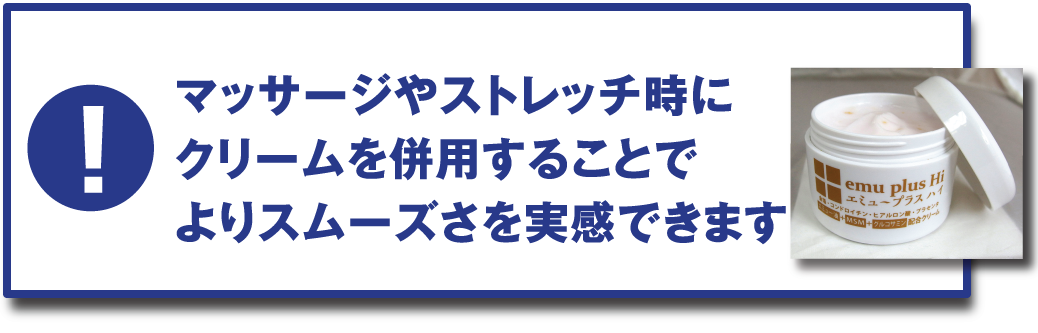 !
マッサージやストレッチ時に
クリームを併用することで
よりスムーズさを実感できます
emu plus Hi
エミュープラス ハイ
コンドロイチン・ヒアルロン酸・プラセンタ
+MSM+グルコサミン配合クリーム